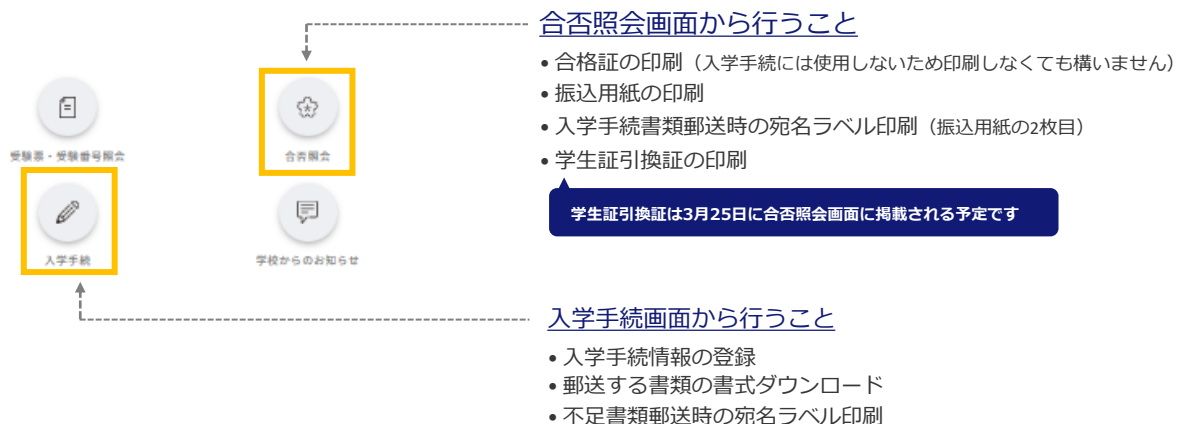 合否照会画面から行うこと
• 合格証の印刷（入学手続には使用しないため印刷しなくても構いません）
• 振込用紙の印刷
• 入学手続書類郵送時の宛名ラベル印刷（振込用紙の2枚目）
• 学生証引換証の印刷
学生証引換証は3月25日に合否照会画面に掲載される予定です
受験票・受験番号照会
合否照会
入学手続
学校からのお知らせ
入学手続画面から行うこと
• 入学手続情報の登録
• 郵送する書類の書式ダウンロード
• 不足書類郵送時の宛名ラベル印刷